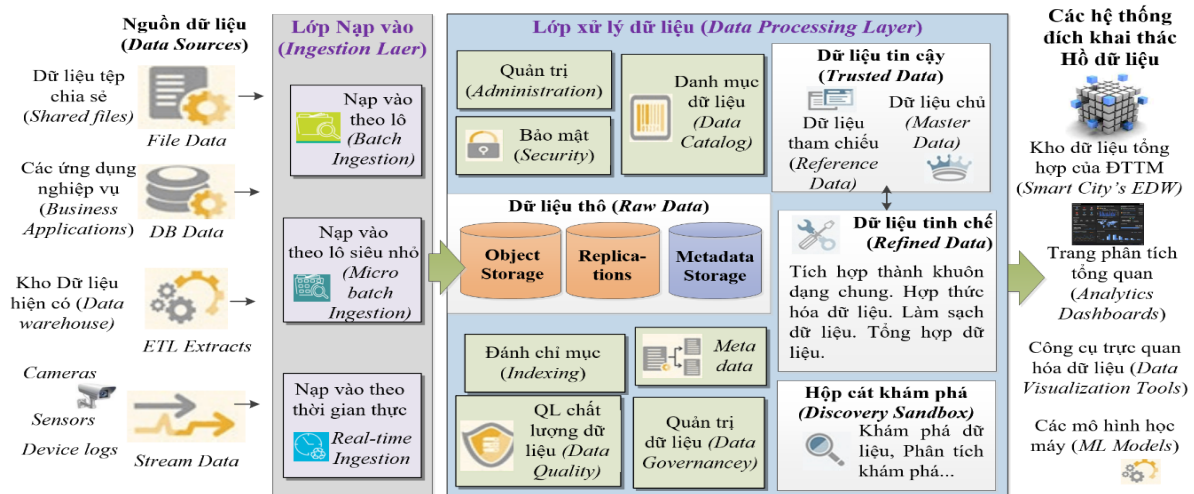 Nguồn dữ liệu
(Data Sources)
Dữ liệu tệp
chia sẻ
(Shared files)
File Data
Các ứng dụng
nghiệp vụ
(Business
Applications)
DB Data
Kho Dữ liệu
hiện có (Data
warehouse)
ETL Extracts
Cameras
Sensors
Device logs
Stream Data
Lớp Nạp vào
(Ingestion Laer)
Nạp vào
theo lô
(Batch
Ingestion)
Nạp vào
theo lô siêu nhỏ
(Micro
batch
Ingestion)
Nạp vào theo
thời gian thực
Real-time
Ingestion
Lớp xử lý dữ liệu (Data Processing Layer)
Quản trị
(Administration)
Bảo mật
(Security)
Danh mục
dữ liệu
(Data
Catalog)
Dữ liệu tin cậy
(Trusted Data)
Dữ liệu
tham chiếu
(Reference
Data)
Dữ liệu chủ
(Master
Data)
Dữ liệu thô (Raw Data)
Object
Storage
Replica-
tions
Metadata
Storage
Dữ liệu tinh chế
(Refined Data)
Tích hợp thành khuôn
dạng chung. Hợp thức
hóa dữ liệu. Làm sạch
dữ liệu. Tổng hợp dữ
liệu.
Đánh chỉ mục
(Indexing)
Meta
data
QL chất
lượng dữ
liệu (Data
Quality)
Quản trị
dữ liệu (Data
Governancey)
Hộp cát khám phá
(Discovery Sandbox)
Khám phá dữ
liệu, Phân tích
khám phá...
Các hệ thống
đích khai thác
Hồ dữ liệu
Kho dữ liệu tổng
hợp của ĐTTM
(Smart City's EDW)
Trang phân tích
tổng quan
(Analytics
Dashboards)
Công cụ trực quan
hóa dữ liệu (Data
Visualization Tools)
Các mô hình học
máy (ML Models)